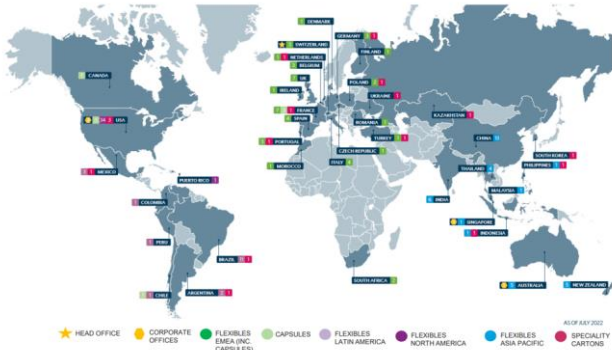 DENMARK
GERMANY
SWITZERLAND
FINLAND
CANADA
NETHERLANDS
BELGIUM
UK
POLAND
IRELAND
UKRAINE
FRANCE
USA
SPAIN
KAZAKHSTAN
ROMANIA
CHINA
PORTUGAL
TURKEY
SOUTH KOREA
CZECH REPUBLIC
MEXICO
MOROCCO
ITALY
PHILIPPINES
THAILAND
PUERTO RICO
MALAYSIA
COLOMBIA
INDIA
SINGAPORE
INDONESIA
PERU
BRAZIL
SOUTH AFRICA
AUSTRALIA
NEW ZEALAND
CHILE
ARGENTINA
AS OF JULY 2022
HEAD OFFICE
CORPORATE
OFFICES
FLEXIBLES
EMEA (INC.
CAPSULES)
CAPSULES
FLEXIBLES
LATIN AMERICA
FLEXIBLES
NORTH AMERICA
FLEXIBLES
ASIA PACIFIC
SPECIALITY
CARTONS